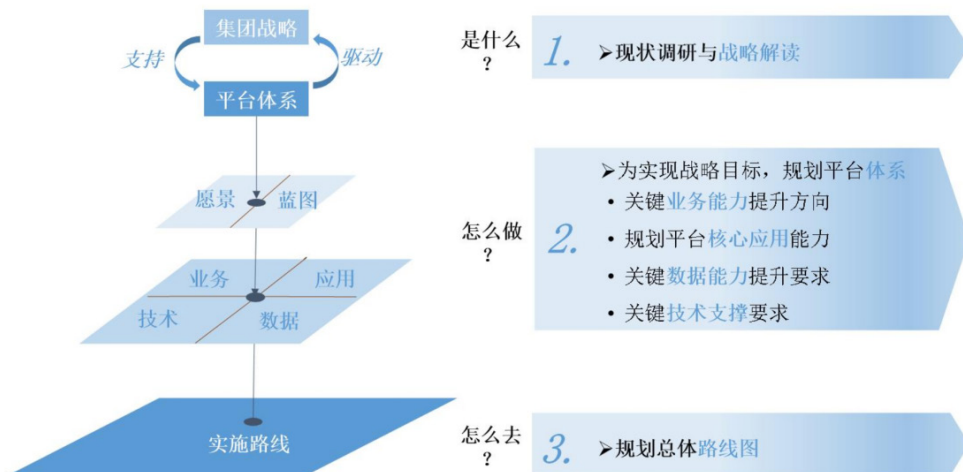 集团战略
支持
驱动
平台体系
愿景
蓝图
业务
应用
技术
数据
实施路线
是什么
?
1.
➢现状调研与战略解读
怎么做
?
2.
➢为实现战略目标，规划平台体系
• 关键业务能力提升方向
• 规划平台核心应用能力
• 关键数据能力提升要求
• 关键技术支撑要求
怎么去
?
3.
➢规划总体路线图